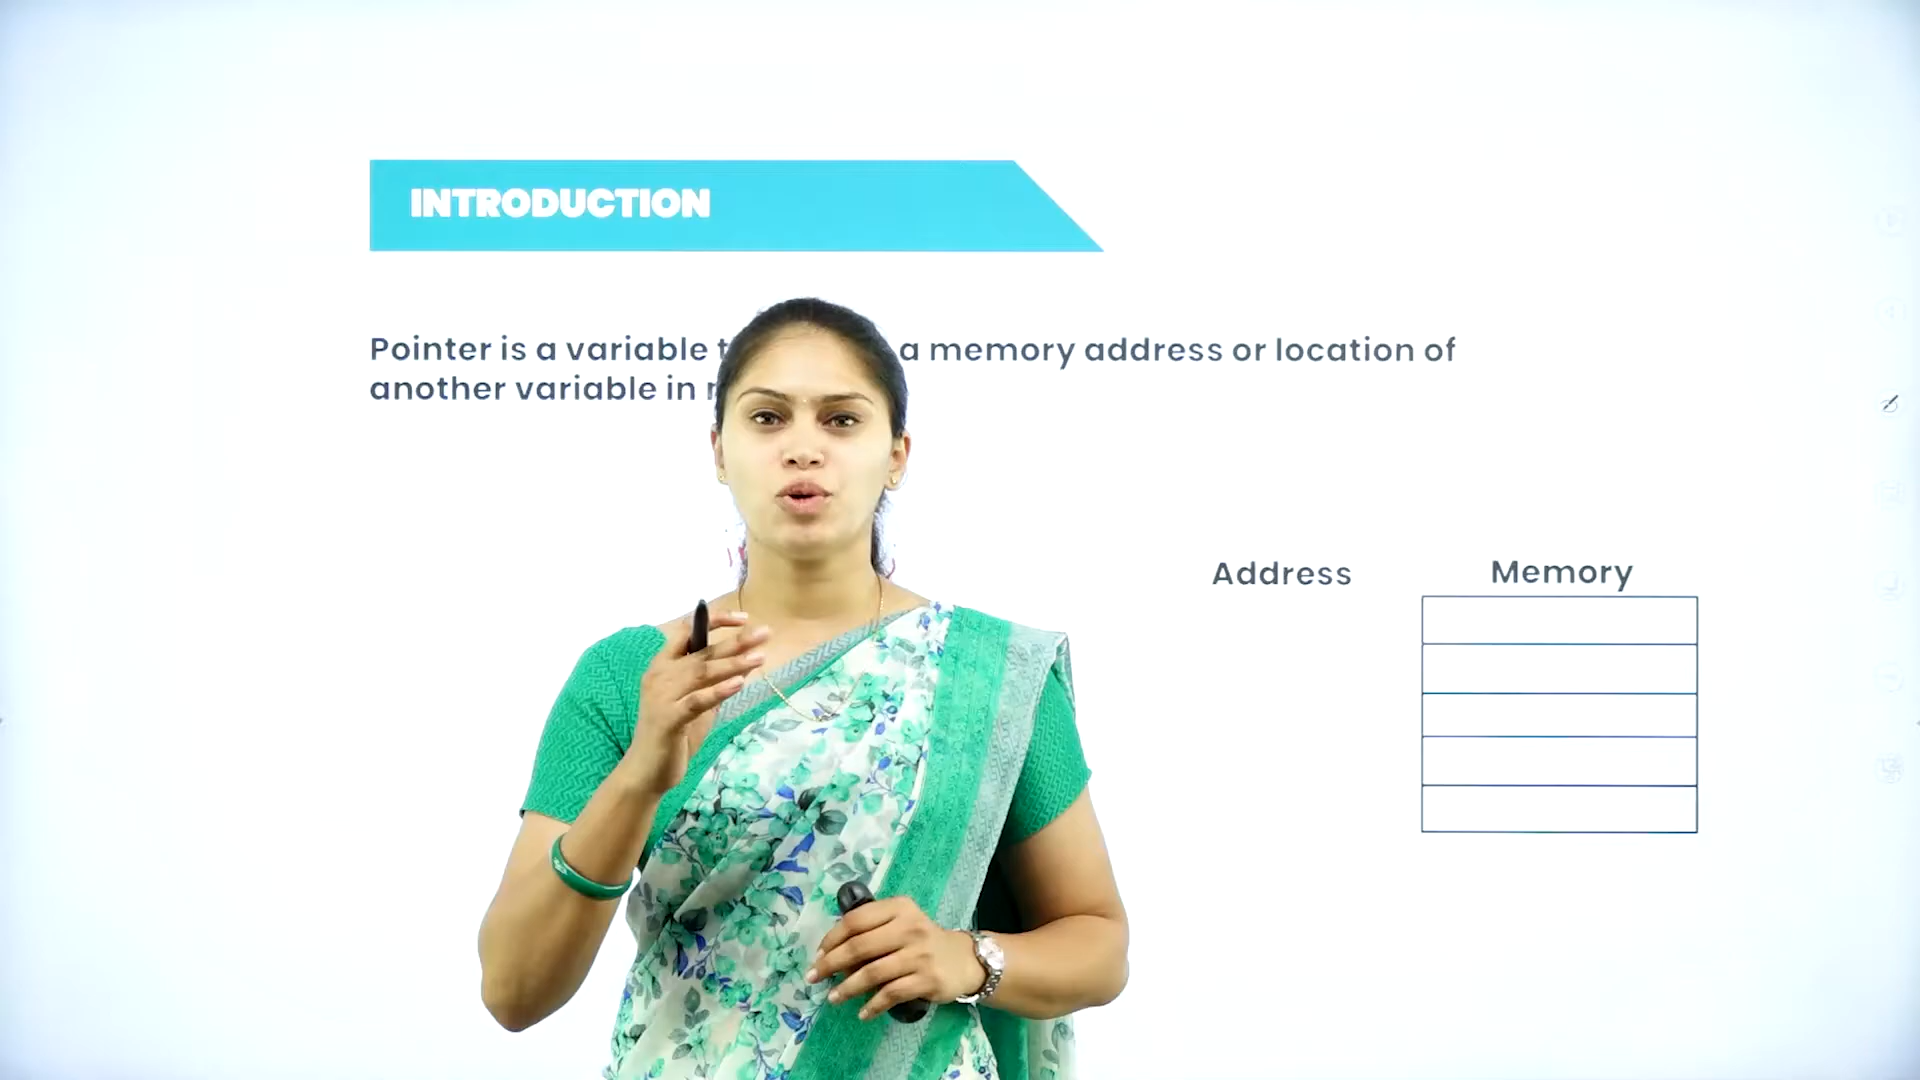 INTRODUCTION
Pointer is a variable a memory address or location of
another variable in
Address Memory